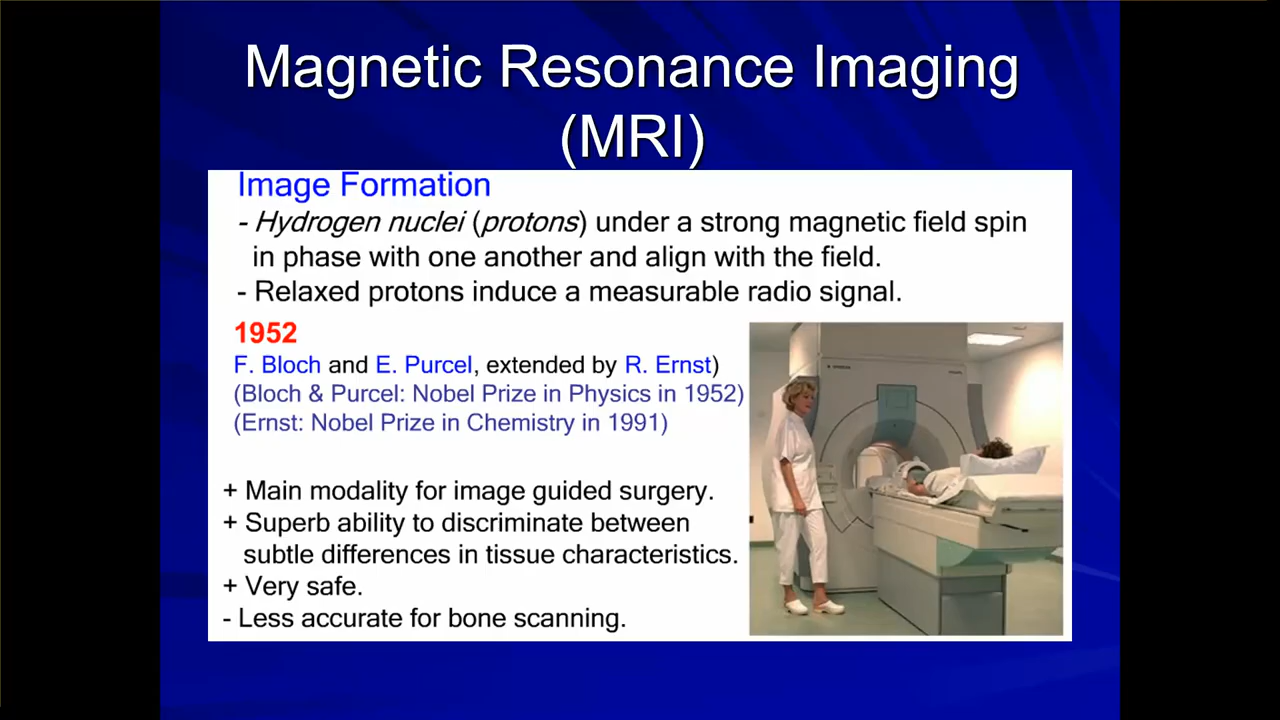 Magnetic Resonance Imaging
(MRI)
Image Formation
- Hydrogen nuclei (protons) under a strong magnetic field spin
in phase with one another and align with the field.
- Relaxed protons induce a measurable radio signal.
1952
F. Bloch and E. Purcel, extended by R. Ernst)
(Bloch & Purcel: Nobel Prize in Physics in 1952)
(Ernst: Nobel Prize in Chemistry in 1991)
+ Main modality for image guided surgery.
+ Superb ability to discriminate between
subtle differences in tissue characteristics.
+ Very safe.
- Less accurate for bone scanning.